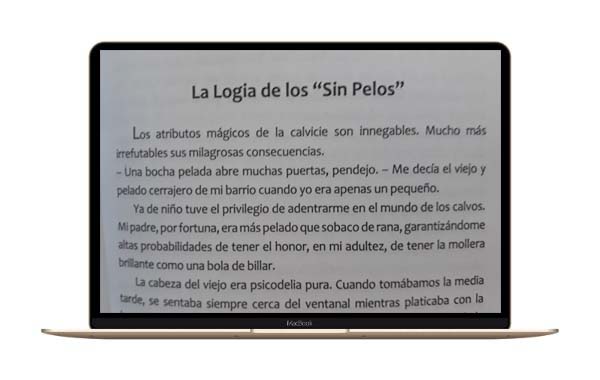 La Logia de los “Sin Pelos”
Los atributos mágicos de la calvicie son innegables. Mucho más
irrefutables sus milagrosas consecuencias.
– Una bocha pelada abre muchas puertas, pendejo. – Me decía el viejo y
pelado cerrajero de mi barrio cuando yo era apenas un pequeño.
Ya de niño tuve el privilegio de adentrarme en el mundo de los calvos.
Mi padre, por fortuna, era más pelado que sobaco de rana, garantizándome
altas probabilidades de tener el honor, en mi adultez, de tener la mollera
brillante como una bola de billar.
La cabeza del viejo era psicodelia pura. Cuando tomábamos la media
tarde, se sentaba siempre cerca del ventanal mientras platicaba con la
MacBook